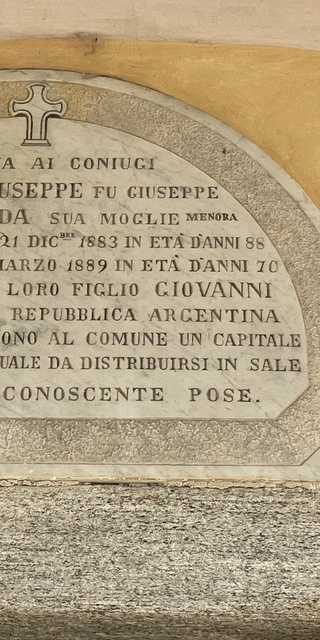 A AI CONIUGI
USEPPE FU GIUSEPPE
DA SUA MOGLIE MENORA
21 DICBRE 1883 IN ETÀ D'ANNI 88
MARZO 1889 IN ETÀ D'ANNI 70
LORO FIGLIO GIOVANNI
REPUBBLICA ARGENTINA
ONO AL COMUNE UN CAPITALE
UALE DA DISTRIBUIRSI IN SALE
CONOSCENTE POSE.